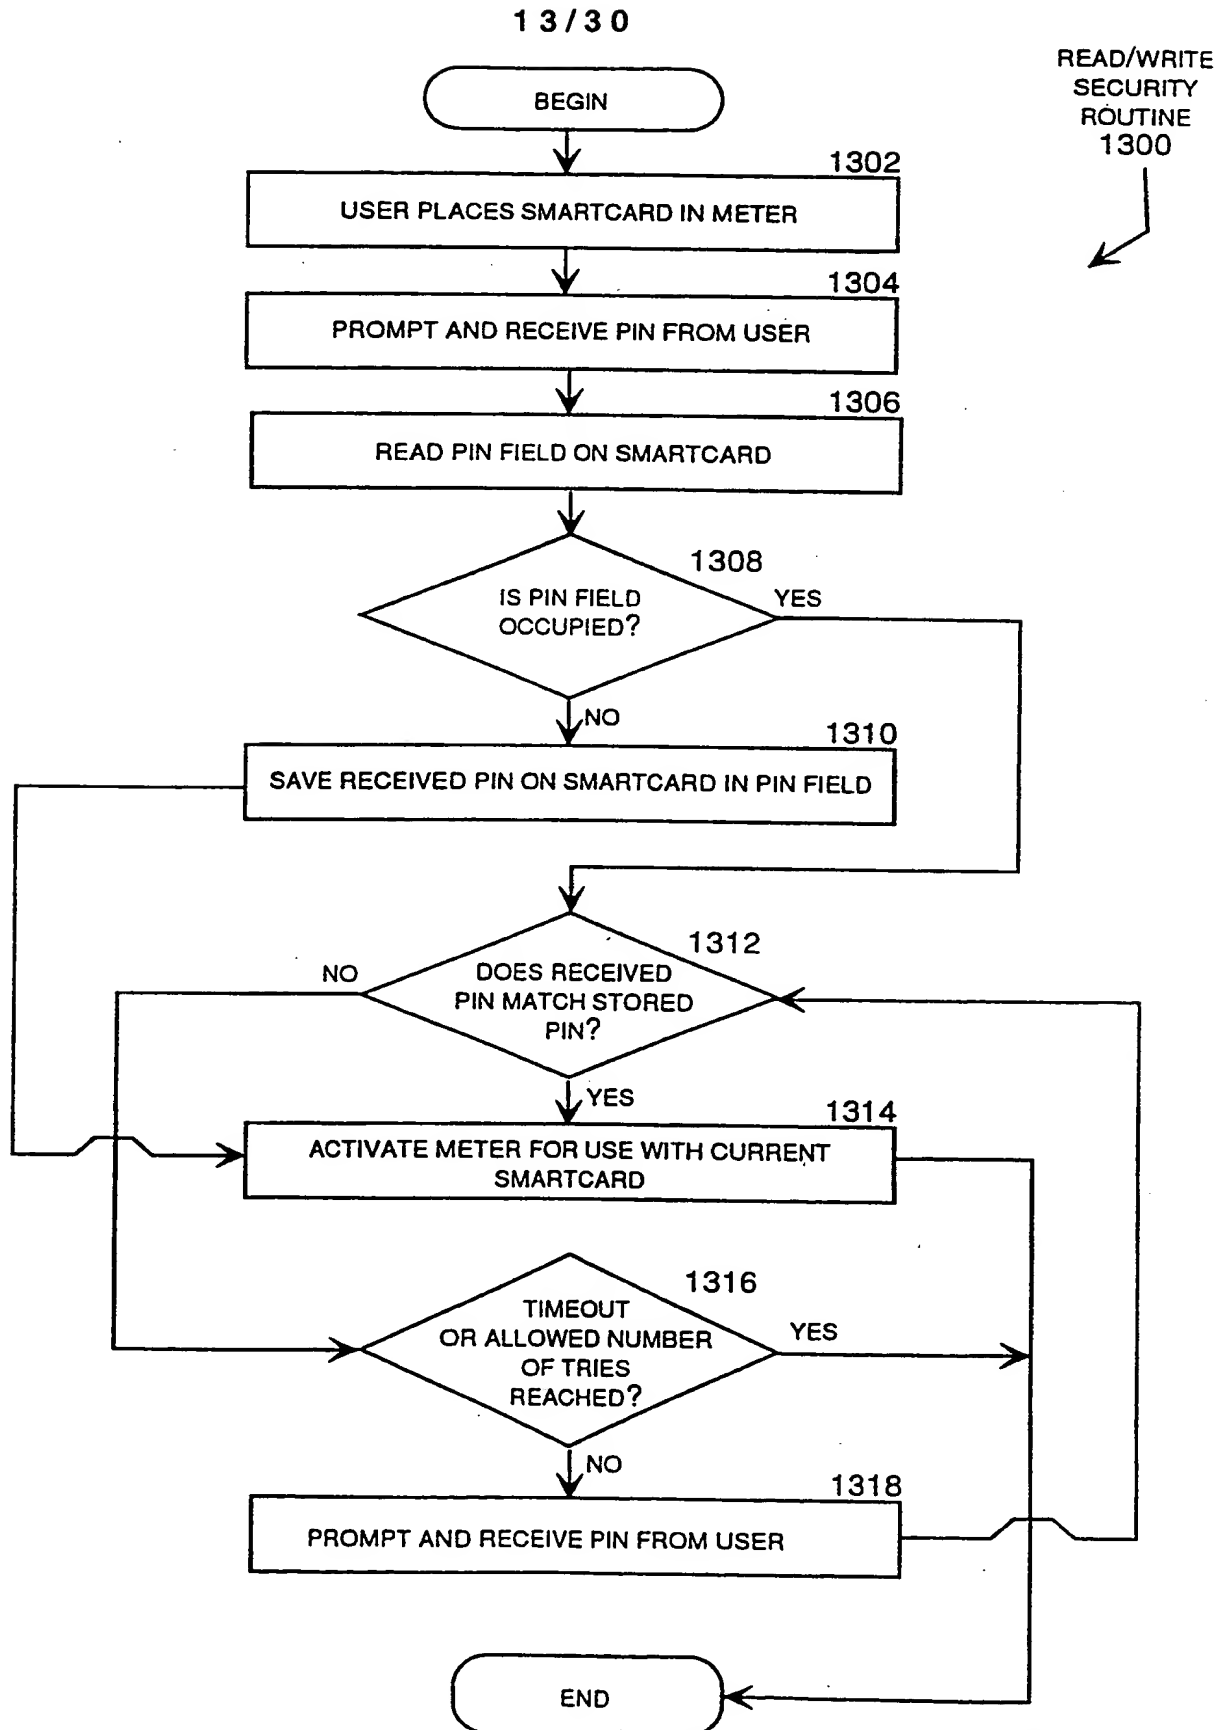 13/30
READ/WRITE
SECURITY
ROUTINE
1300
BEGIN
1302
USER PLACES SMARTCARD IN METER
1304
PROMPT AND RECEIVE PIN FROM USER
1306
READ PIN FIELD ON SMARTCARD
1308
IS PIN FIELD
OCCUPIED?
YES
NO
1310
SAVE RECEIVED PIN ON SMARTCARD IN PIN FIELD
1312
NO
DOES RECEIVED
PIN MATCH STORED
PIN?
YES
1314
ACTIVATE METER FOR USE WITH CURRENT
SMARTCARD
1316
TIMEOUT
OR ALLOWED NUMBER
OF TRIES
REACHED?
YES
NO
1318
PROMPT AND RECEIVE PIN FROM USER
END